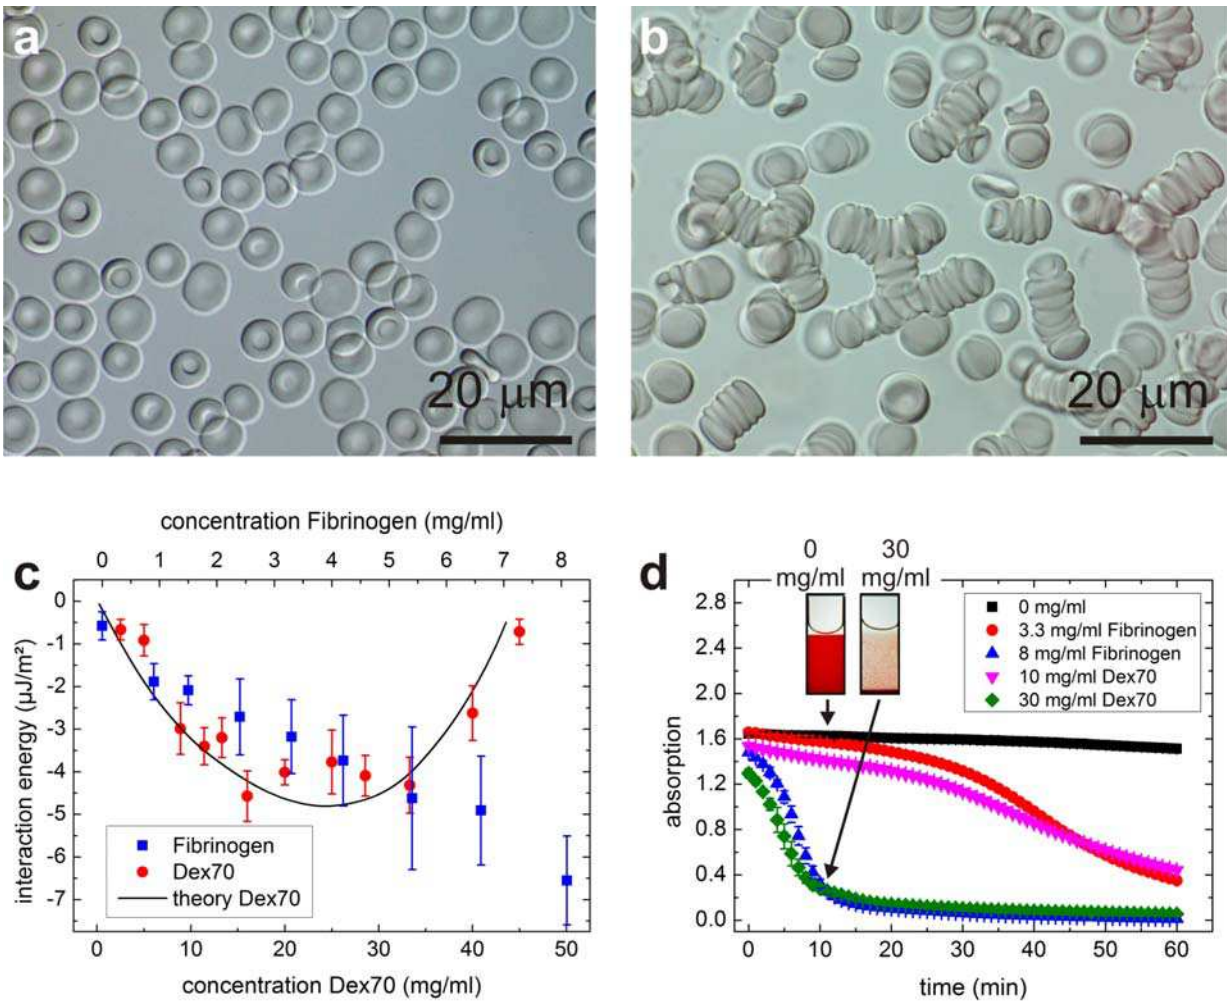 a
20 μm
b
20 μm
c
concentration Fibrinogen (mg/ml)
0 1 2 3 4 5 6 7 8
interaction energy (μJ/m²)
0
-1
-2
-3
-4
-5
-6
-7
Fibrinogen
Dex70
theory Dex70
0 10 20 30 40 50
concentration Dex70 (mg/ml)
d
0 30
mg/ml mg/ml
absorption
2.8
2.4
2.0
1.6
1.2
0.8
0.4
0.0
0 mg/ml
3.3 mg/ml Fibrinogen
8 mg/ml Fibrinogen
10 mg/ml Dex70
30 mg/ml Dex70
0 10 20 30 40 50 60
time (min)